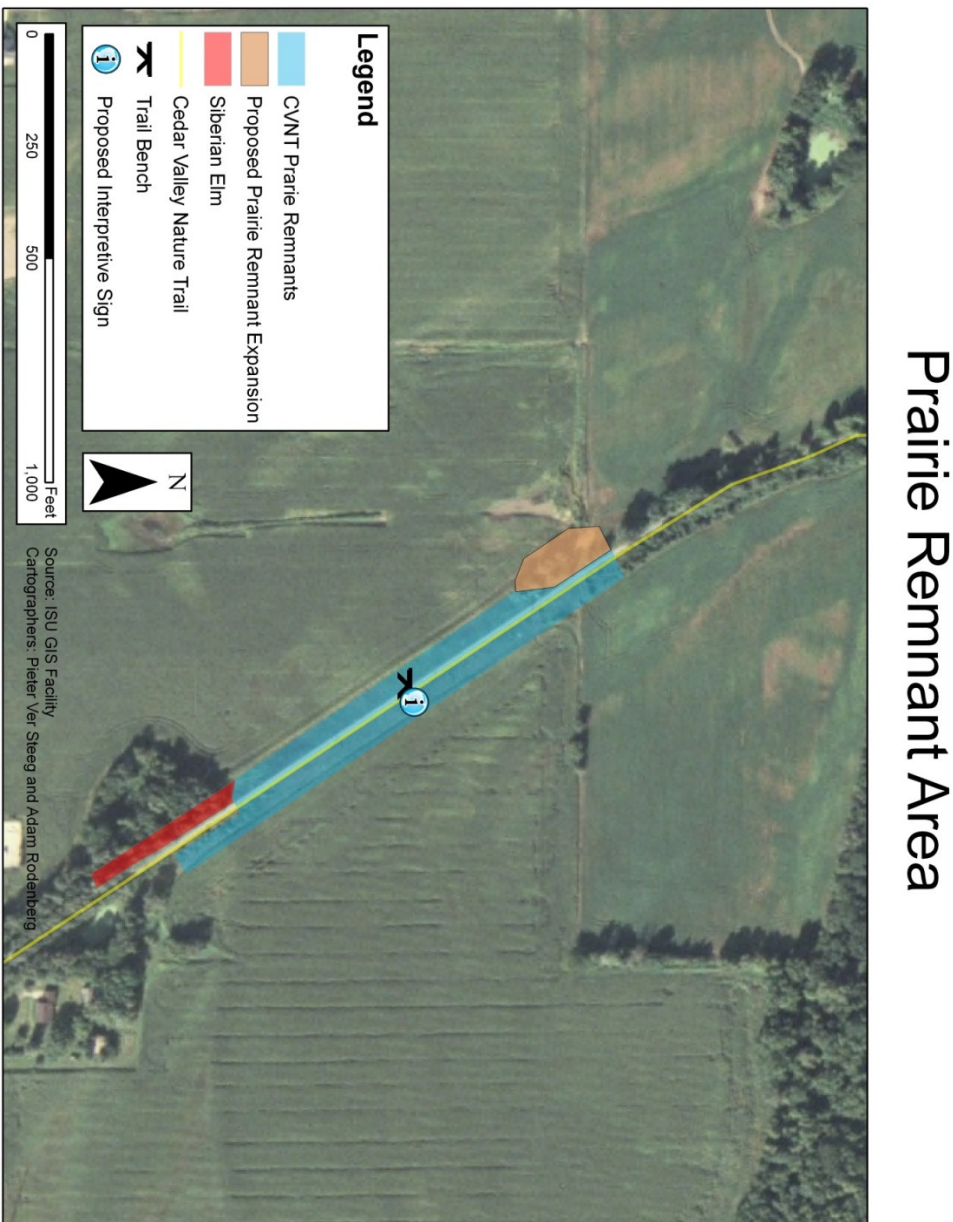 Prairie Remnant Area
Legend
CVNT Prarie Remnants
Proposed Prairie Remnant Expansion
Siberian Elm
Cedar Valley Nature Trail
Trail Bench
Proposed Interpretive Sign
N
0 250 500 1,000
Feet
Source: ISU GIS Facility
Cartographers: Pieter Ver Steeg and Adam Rodenberg